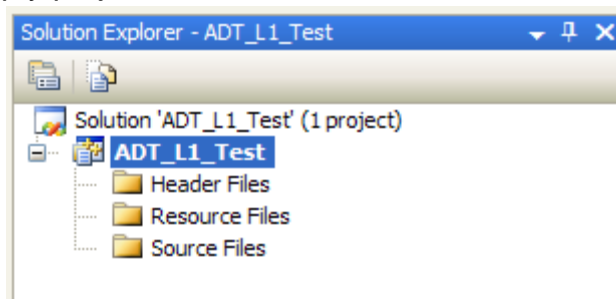 Solution Explorer - ADT_L1_Test
Solution 'ADT_L1_Test' (1 project)
ADT_L1_Test
Header Files
Resource Files
Source Files